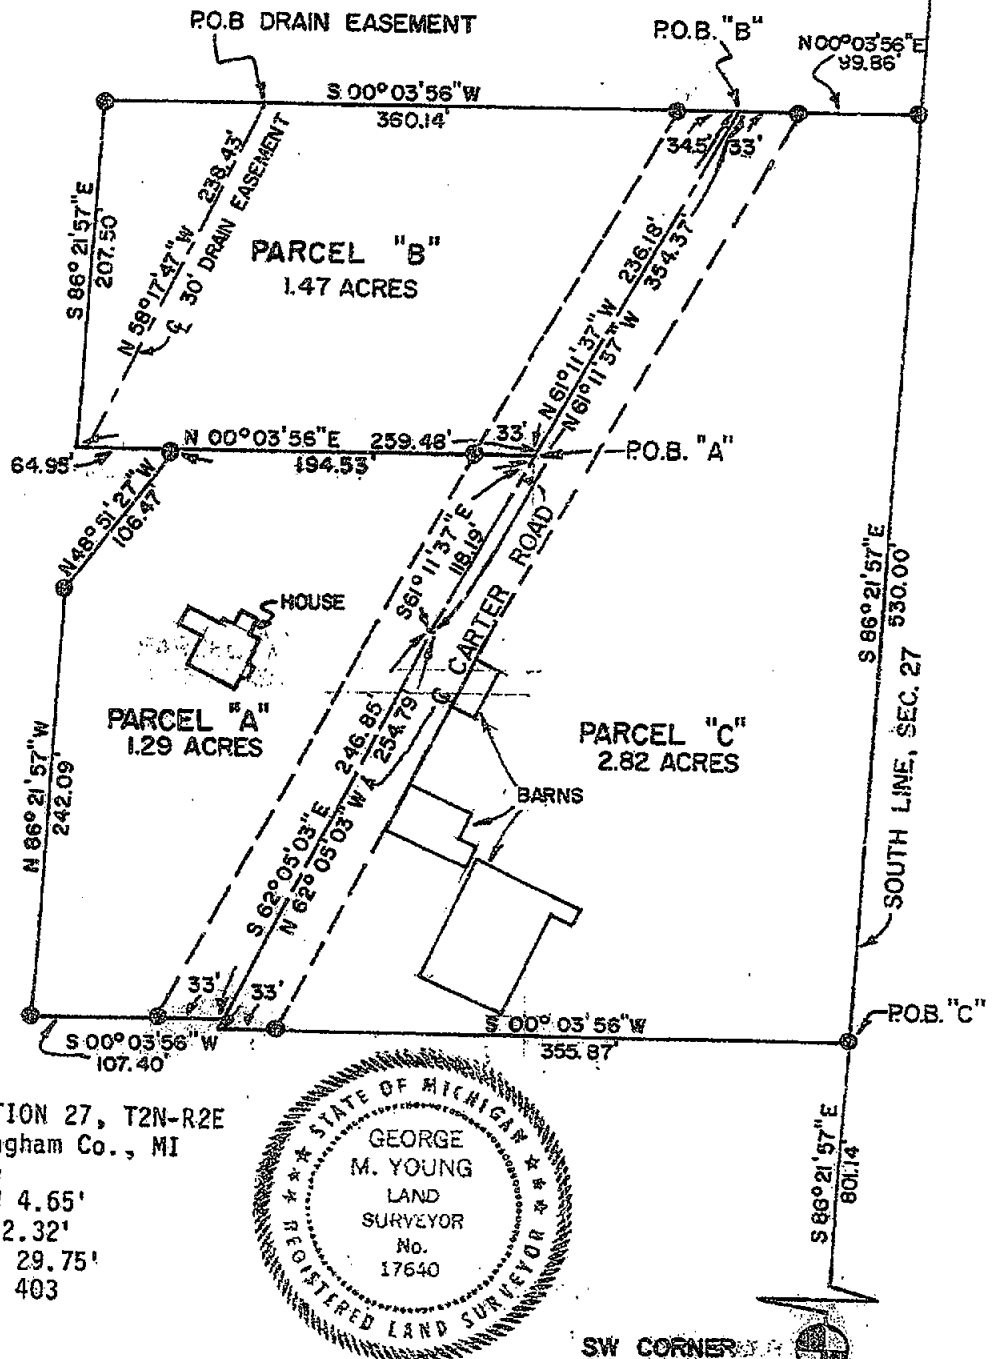 P.O.B DRAIN EASEMENT
P.O.B. "B"
N 00°03'56"E
99.86'
S 00°03'56"W
360.14'
34.5'
33'
S 86°21'57"E
207.50'
N 58°17'47"W 238.43'
℄ 30' DRAIN EASEMENT
PARCEL "B"
1.47 ACRES
N 61°11'37"W 236.18'
N 61°11'37"W 354.37'
N 00°03'56"E 259.48'
194.53'
33'
P.O.B. "A"
64.95'
N 48°51'27"W
106.47'
S 61°11'37"E
118.19'
℄ CARTER ROAD
HOUSE
PARCEL "A"
1.29 ACRES
N 86°21'57"W
242.09'
S 62°05'03"E 246.85'
N 62°05'03"W 254.79'
PARCEL "C"
2.82 ACRES
BARNS
S 86°21'57"E
530.00'
SOUTH LINE, SEC. 27
33'
33'
S 00°03'56"W
107.40'
S 00°03'56"W
355.87'
P.O.B. "C"
TION 27, T2N-R2E
gham Co., MI
4.65'
2.32'
29.75'
403
STATE OF MICHIGAN
GEORGE
M. YOUNG
LAND
SURVEYOR
No.
17640
REGISTERED LAND SURVEYOR
S 86°21'57"E
801.14'
SW CORNER